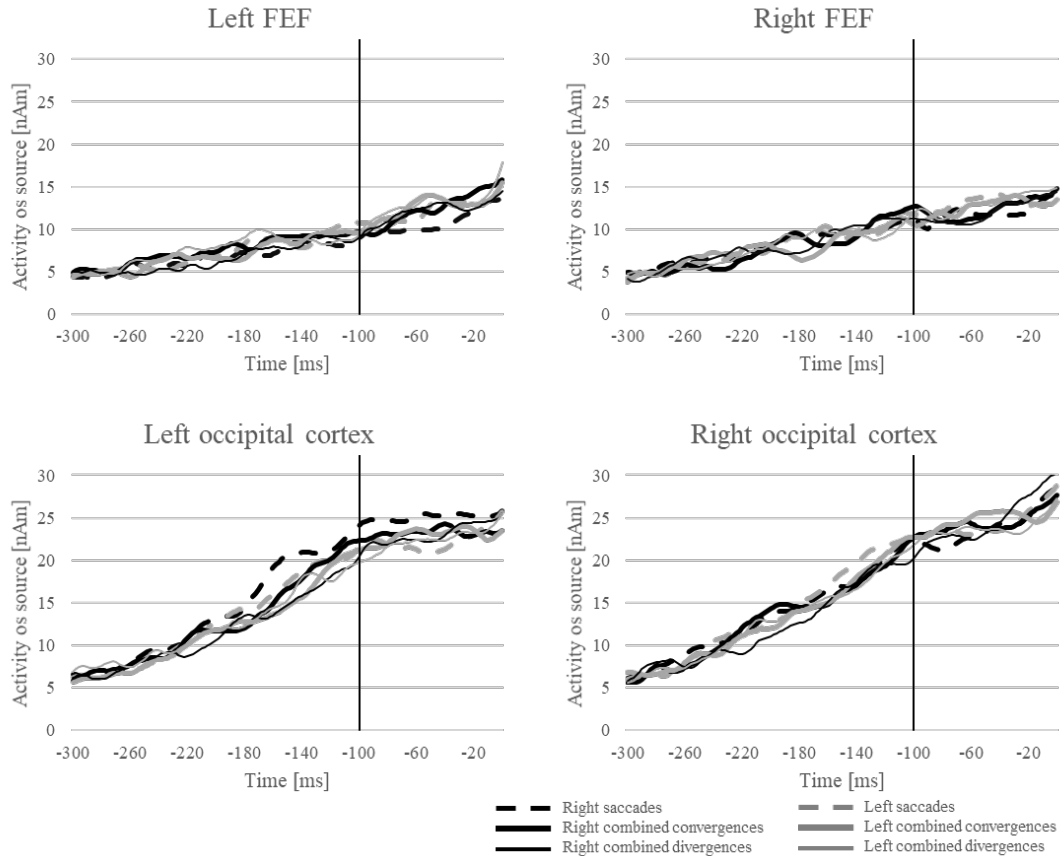 Left FEF
Activity os source [nAm]
30
25
20
15
10
5
0
-300 -260 -220 -180 -140 -100 -60 -20
Time [ms]
Right FEF
Activity os source [nAm]
30
25
20
15
10
5
0
-300 -260 -220 -180 -140 -100 -60 -20
Time [ms]
Left occipital cortex
Activity os source [nAm]
30
25
20
15
10
5
0
-300 -260 -220 -180 -140 -100 -60 -20
Time [ms]
Right occipital cortex
Activity os source [nAm]
30
25
20
15
10
5
0
-300 -260 -220 -180 -140 -100 -60 -20
Time [ms]
Right saccades
Right combined convergences
Right combined divergences
Left saccades
Left combined convergences
Left combined divergences